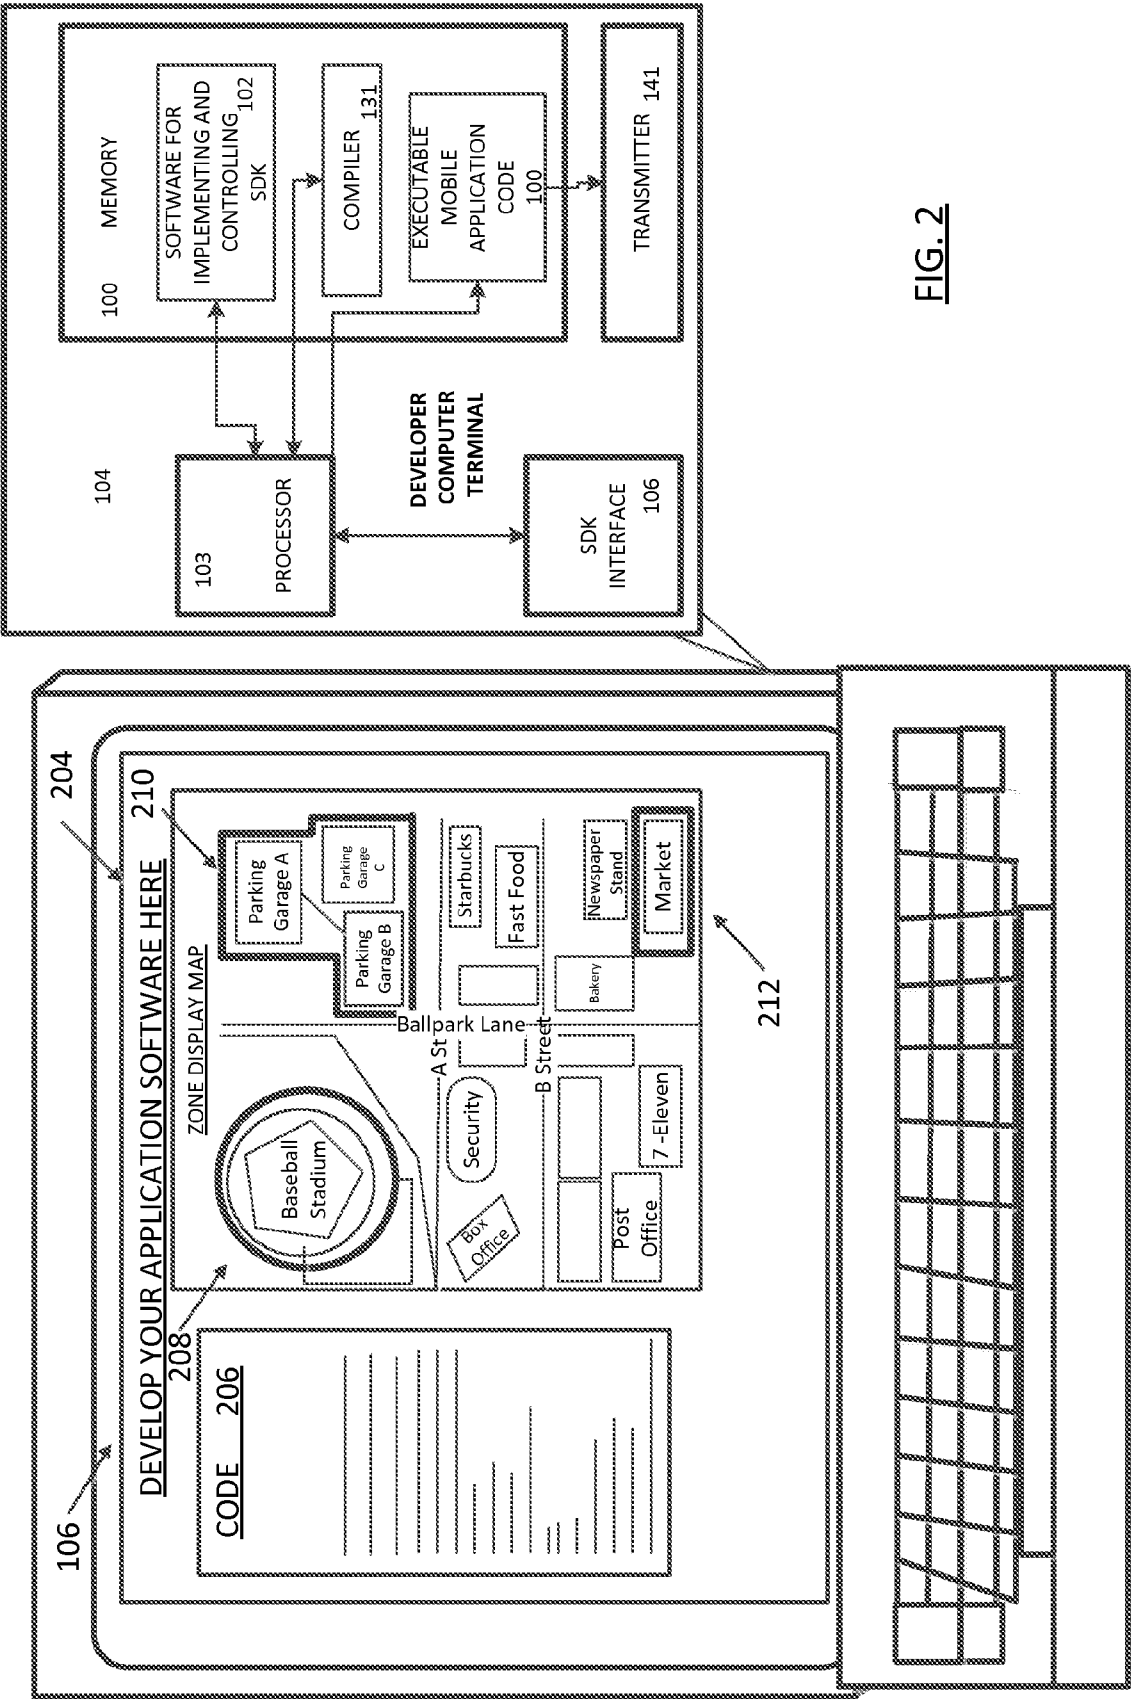 106
204
DEVELOP YOUR APPLICATION SOFTWARE HERE
CODE 206
208
ZONE DISPLAY MAP
210
Baseball
Stadium
Parking
Garage A
Parking
Garage B
Parking
Garage
C
Ballpark Lane
A St
B Street
Box
Office
Security
Starbucks
Fast Food
Post
Office
7 -Eleven
Bakery
Newspaper
Stand
Market
212
104
103
PROCESSOR
DEVELOPER
COMPUTER
TERMINAL
SDK
INTERFACE
106
100
MEMORY
SOFTWARE FOR
IMPLEMENTING AND
CONTROLLING
SDK
102
COMPILER
131
EXECUTABLE
MOBILE
APPLICATION
CODE
100
TRANSMITTER
141
FIG. 2